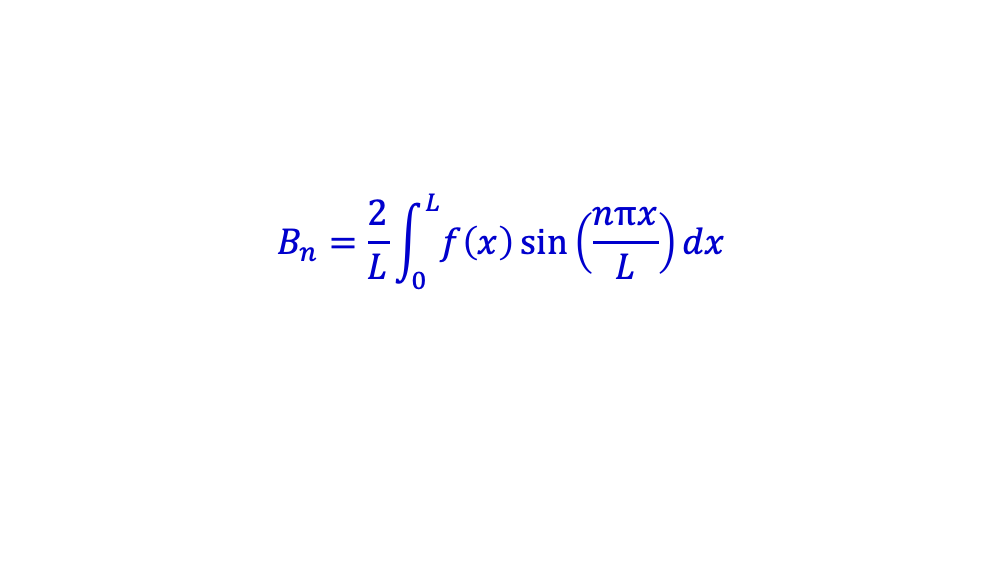 $B_n = \frac{2}{L} \int_0^L f(x) \sin \left( \frac{n\pi x}{L} \right) dx$